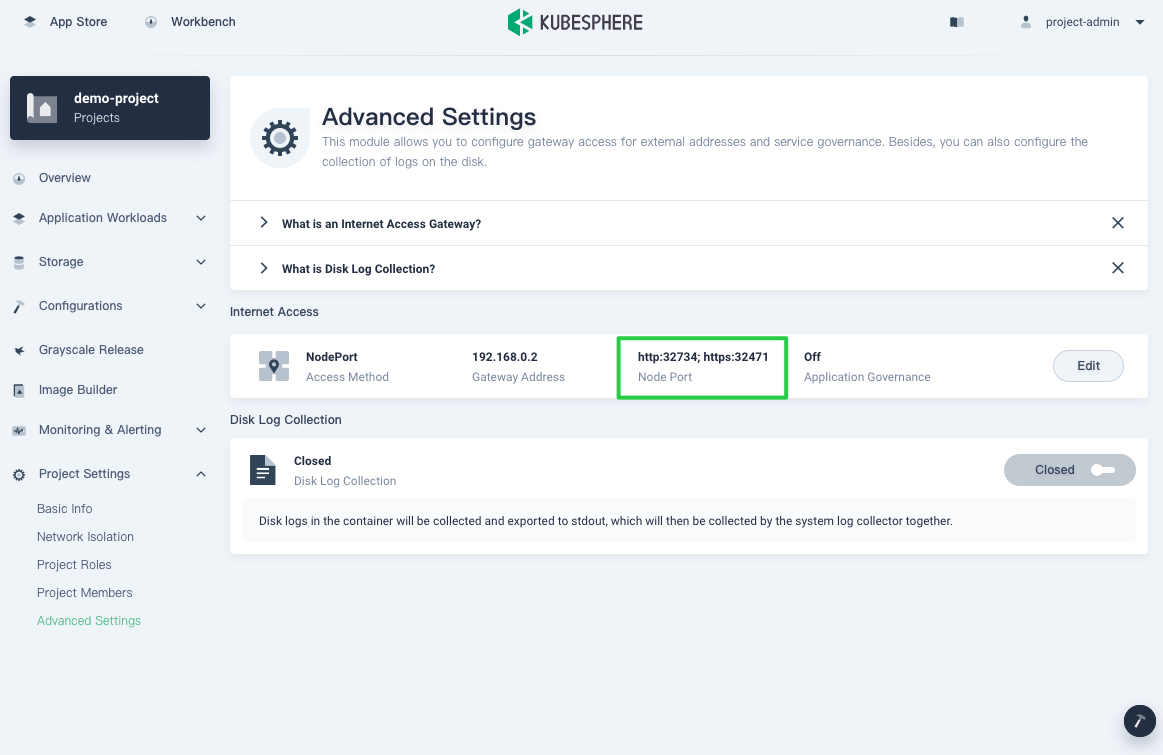 App Store
Workbench
KUBESPHERE
project-admin
demo-project
Projects
Overview
Application Workloads
Storage
Configurations
Grayscale Release
Image Builder
Monitoring & Alerting
Project Settings
Basic Info
Network Isolation
Project Roles
Project Members
Advanced Settings
Advanced Settings
This module allows you to configure gateway access for external addresses and service governance. Besides, you can also configure the
collection of logs on the disk.
What is an Internet Access Gateway?
What is Disk Log Collection?
Internet Access
NodePort
Access Method
192.168.0.2
Gateway Address
http:32734; https:32471
Node Port
Off
Application Governance
Edit
Disk Log Collection
Closed
Disk Log Collection
Closed
Disk logs in the container will be collected and exported to stdout, which will then be collected by the system log collector together.